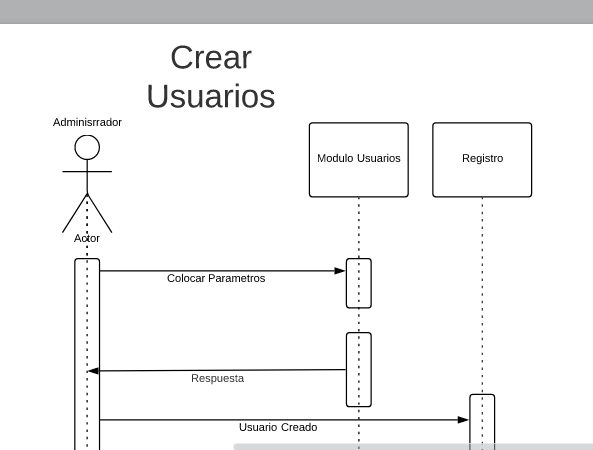 Crear
Usuarios
Adminisrrador
Modulo Usuarios
Registro
Actor
Colocar Parametros
Respuesta
Usuario Creado